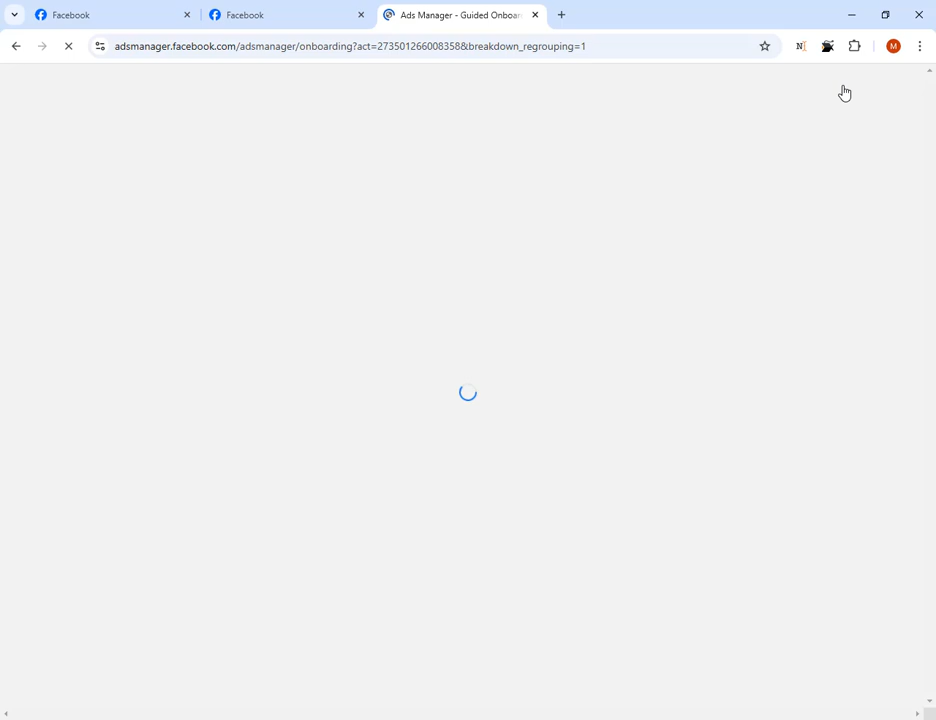 Facebook
Facebook
Ads Manager - Guided Onboar
adsmanager.facebook.com/adsmanager/onboarding?act=273501266008358&breakdown_regrouping=1
N
M